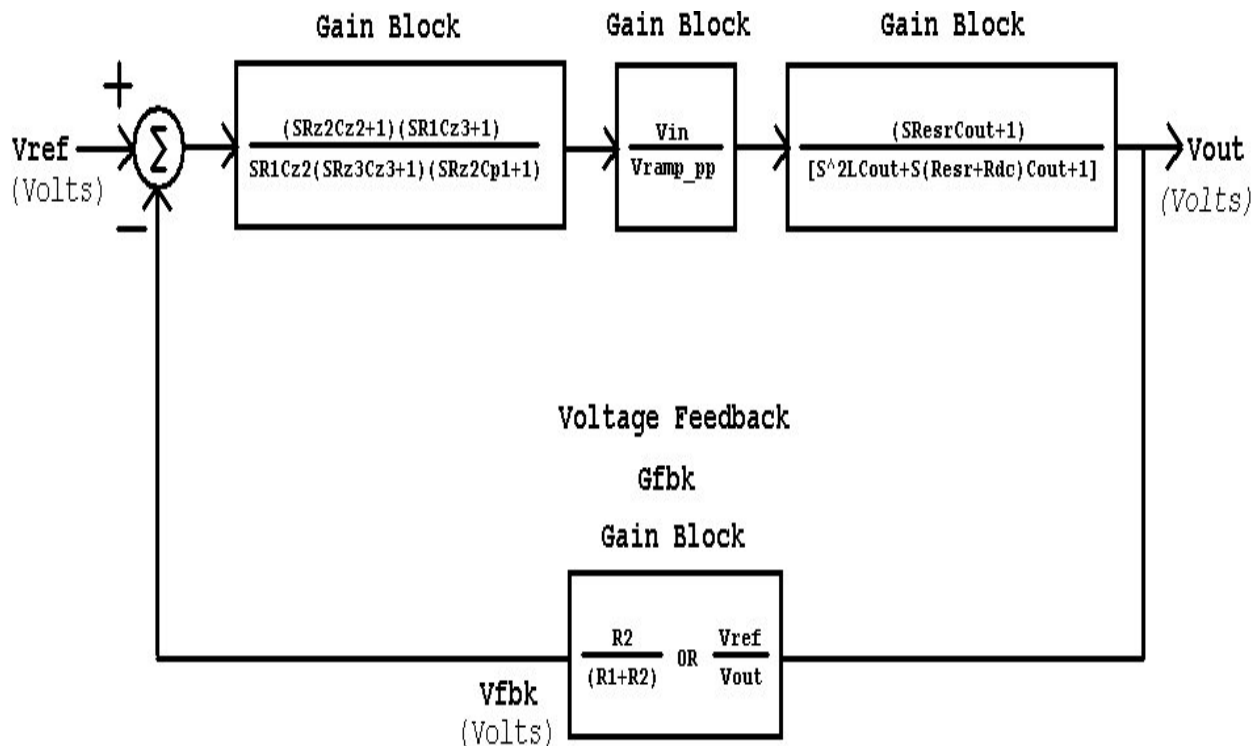 Gain Block
Gain Block
Gain Block
+
Vref
(Volts)
−
Σ
(SRz2Cz2+1)(SR1Cz3+1)
SR1Cz2(SRz3Cz3+1)(SRz2Cp1+1)
Vin
Vramp_pp
(SResrCout+1)
[S^2LCout+S(Resr+Rdc)Cout+1]
Vout
(Volts)
Voltage Feedback
Gfbk
Gain Block
R2
(R1+R2)
OR
Vref
Vout
Vfbk
(Volts)